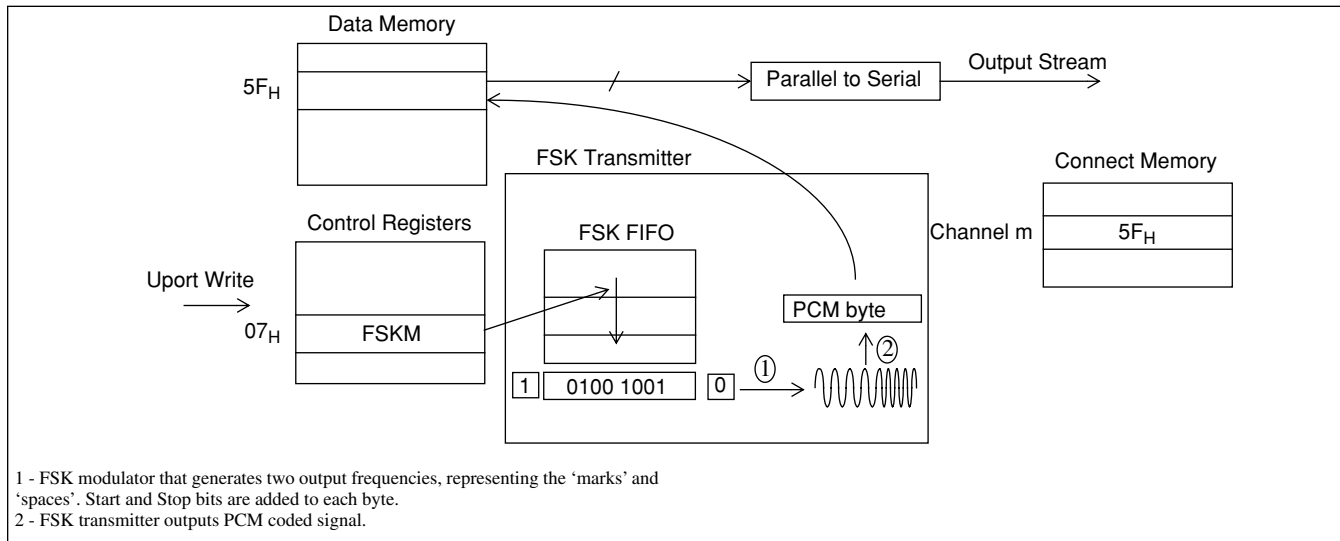 Data Memory
5FH
Parallel to Serial
Output Stream
FSK Transmitter
Connect Memory
Channel m
5FH
Control Registers
FSK FIFO
Uport Write
07H
FSKM
PCM byte
1
0100 1001
0
1
2
1 - FSK modulator that generates two output frequencies, representing the ‘marks’ and
‘spaces’. Start and Stop bits are added to each byte.
2 - FSK transmitter outputs PCM coded signal.